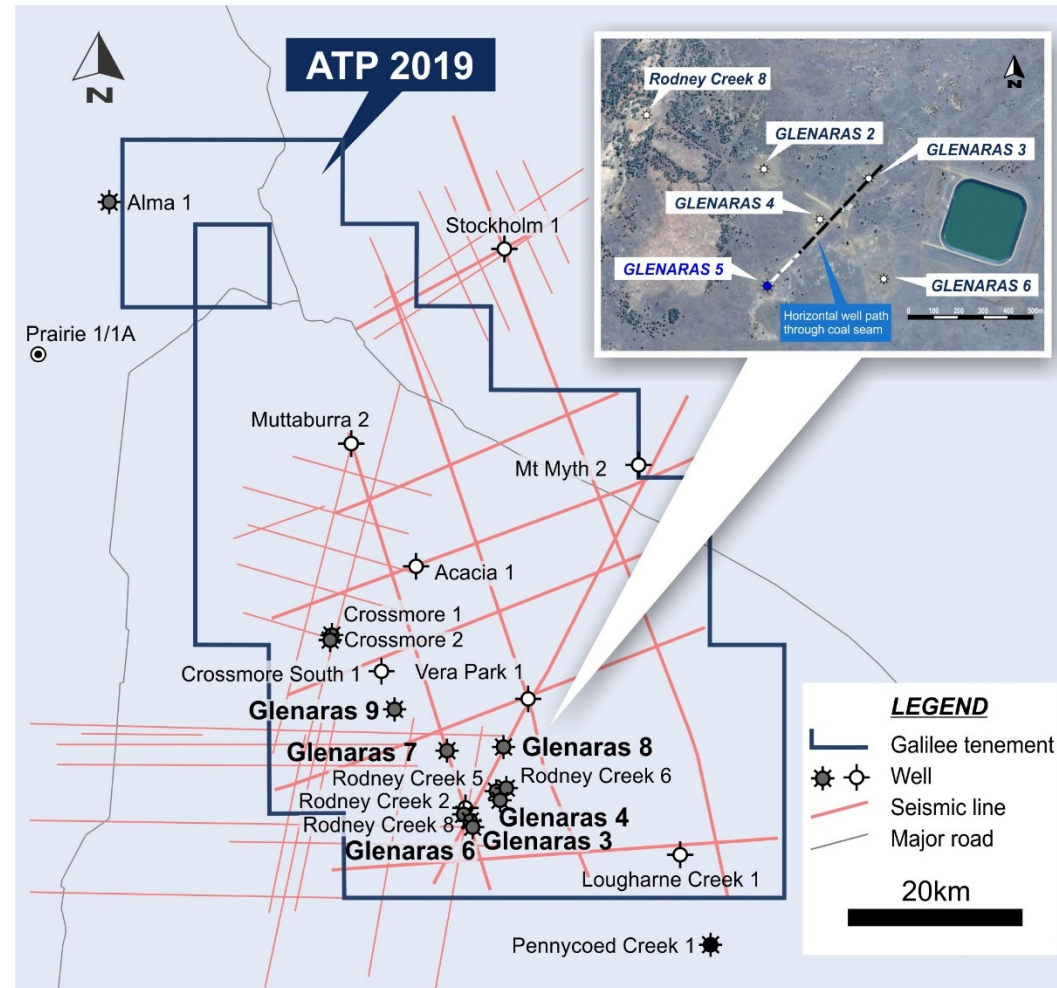 N
ATP 2019
Alma 1
Stockholm 1
Prairie 1/1A
Muttaburra 2
Mt Myth 2
Acacia 1
Crossmore 1
Crossmore 2
Crossmore South 1
Vera Park 1
Glenaras 9
Glenaras 7
Glenaras 8
Rodney Creek 5
Rodney Creek 6
Rodney Creek 2
Rodney Creek 8
Glenaras 4
Glenaras 3
Glenaras 6
Lougharne Creek 1
Pennycoed Creek 1
N
Rodney Creek 8
GLENARAS 2
GLENARAS 3
GLENARAS 4
GLENARAS 5
GLENARAS 6
Horizontal well path
through coal seam
0 100 200 300 400 500m
LEGEND
Galilee tenement
Well
Seismic line
Major road
20km